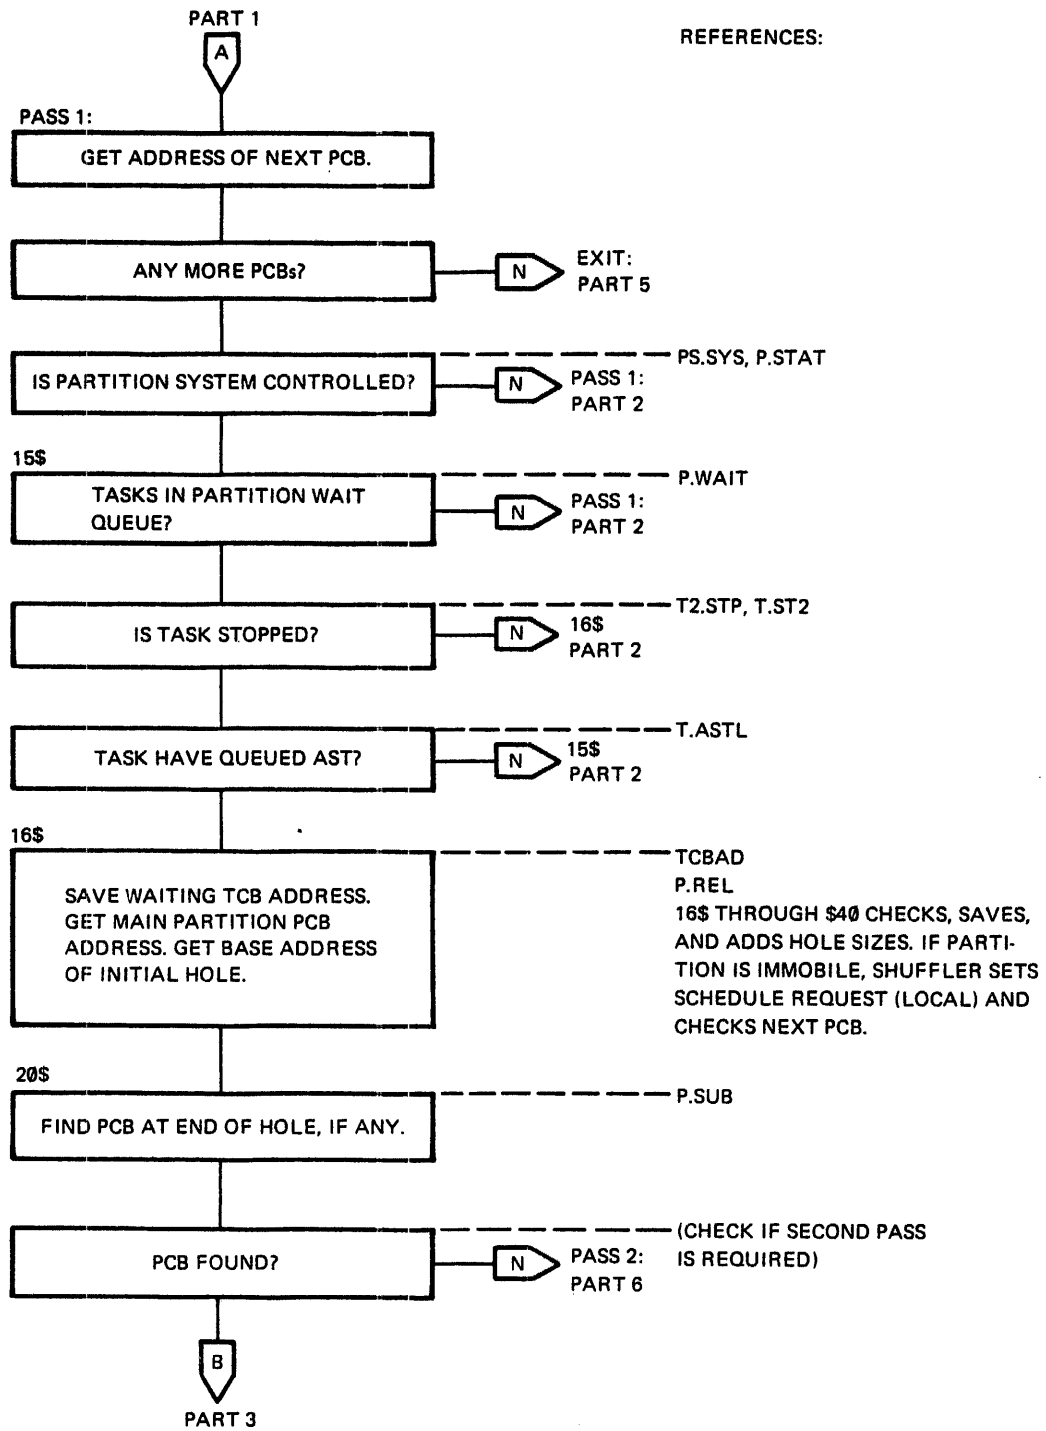 PART 1
REFERENCES:
A
PASS 1:
GET ADDRESS OF NEXT PCB.
ANY MORE PCBs?
N
EXIT:
PART 5
IS PARTITION SYSTEM CONTROLLED?
PS.SYS, P.STAT
N
PASS 1:
PART 2
15$
TASKS IN PARTITION WAIT
QUEUE?
P.WAIT
N
PASS 1:
PART 2
IS TASK STOPPED?
T2.STP, T.ST2
N
16$
PART 2
TASK HAVE QUEUED AST?
T.ASTL
N
15$
PART 2
16$
SAVE WAITING TCB ADDRESS.
GET MAIN PARTITION PCB
ADDRESS. GET BASE ADDRESS
OF INITIAL HOLE.
TCBAD
P.REL
16$ THROUGH $40 CHECKS, SAVES,
AND ADDS HOLE SIZES. IF PARTI-
TION IS IMMOBILE, SHUFFLER SETS
SCHEDULE REQUEST (LOCAL) AND
CHECKS NEXT PCB.
20$
FIND PCB AT END OF HOLE, IF ANY.
P.SUB
PCB FOUND?
(CHECK IF SECOND PASS
IS REQUIRED)
N
PASS 2:
PART 6
B
PART 3